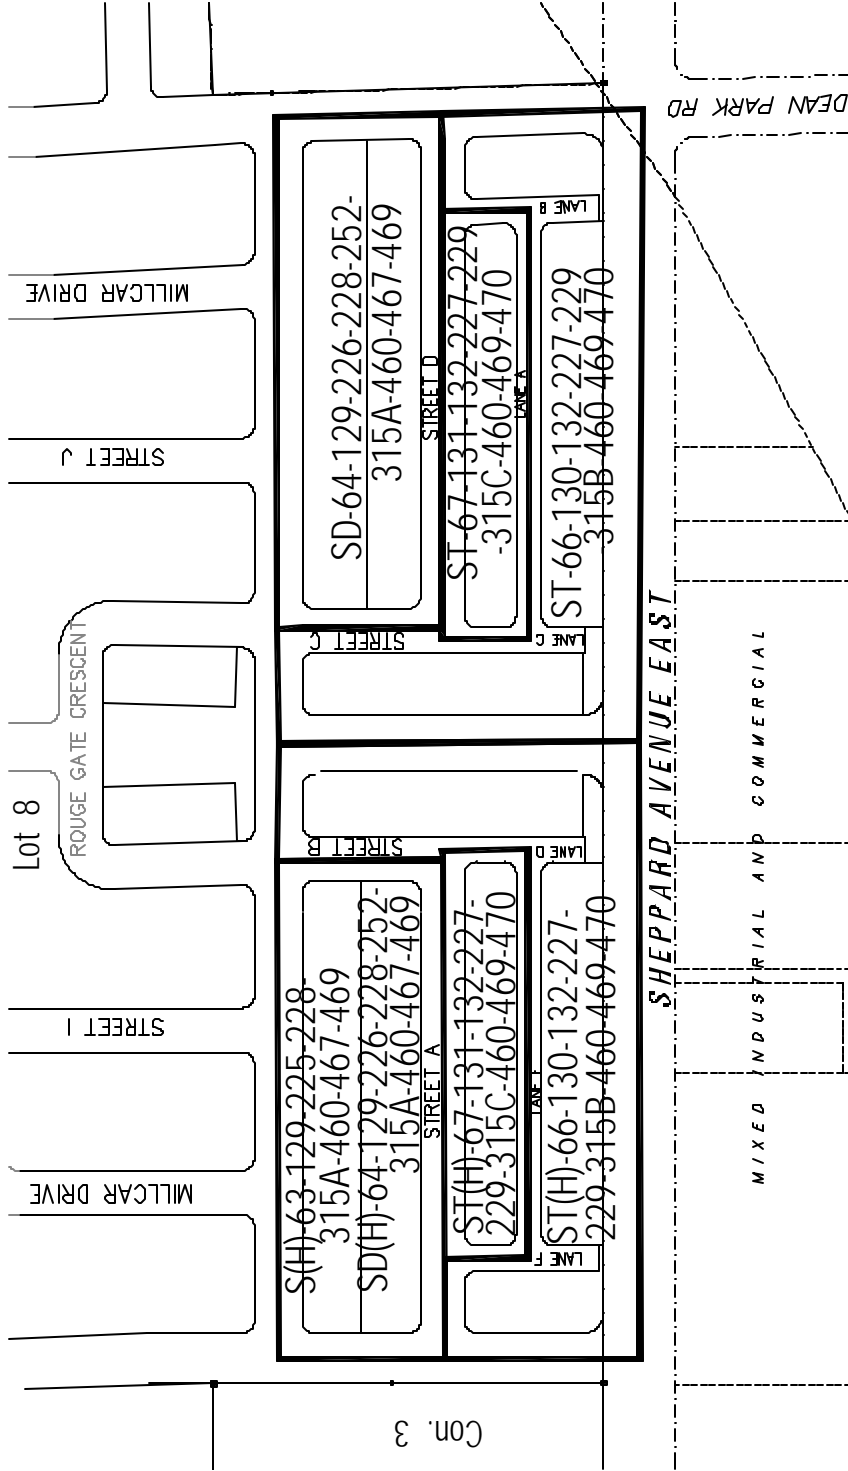 DEAN PARK RD
MILLCAR DRIVE
STREET J
ROUGE GATE CRESCENT
Lot 8
STREET I
MILLCAR DRIVE
SD-64-129-226-228-252-
315A-460-467-469
STREET D
ST-67-131-132-227-229
-315C-460-469-470
LANE A
LANE B
ST-66-130-132-227-229
315B-460-469-470
STREET C
LANE C
STREET B
LANE D
S(H)-63-129-225-228-
315A-460-467-469
SD(H)-64-129-226-228-252-
315A-460-467-469
STREET A
ST(H)-67-131-132-227-
229-315C-460-469-470
ST(H)-66-130-132-227-
229-315B-460-469-470
LANE F
SHEPPARD AVENUE EAST
MIXED INDUSTRIAL AND COMMERCIAL
Con. 3